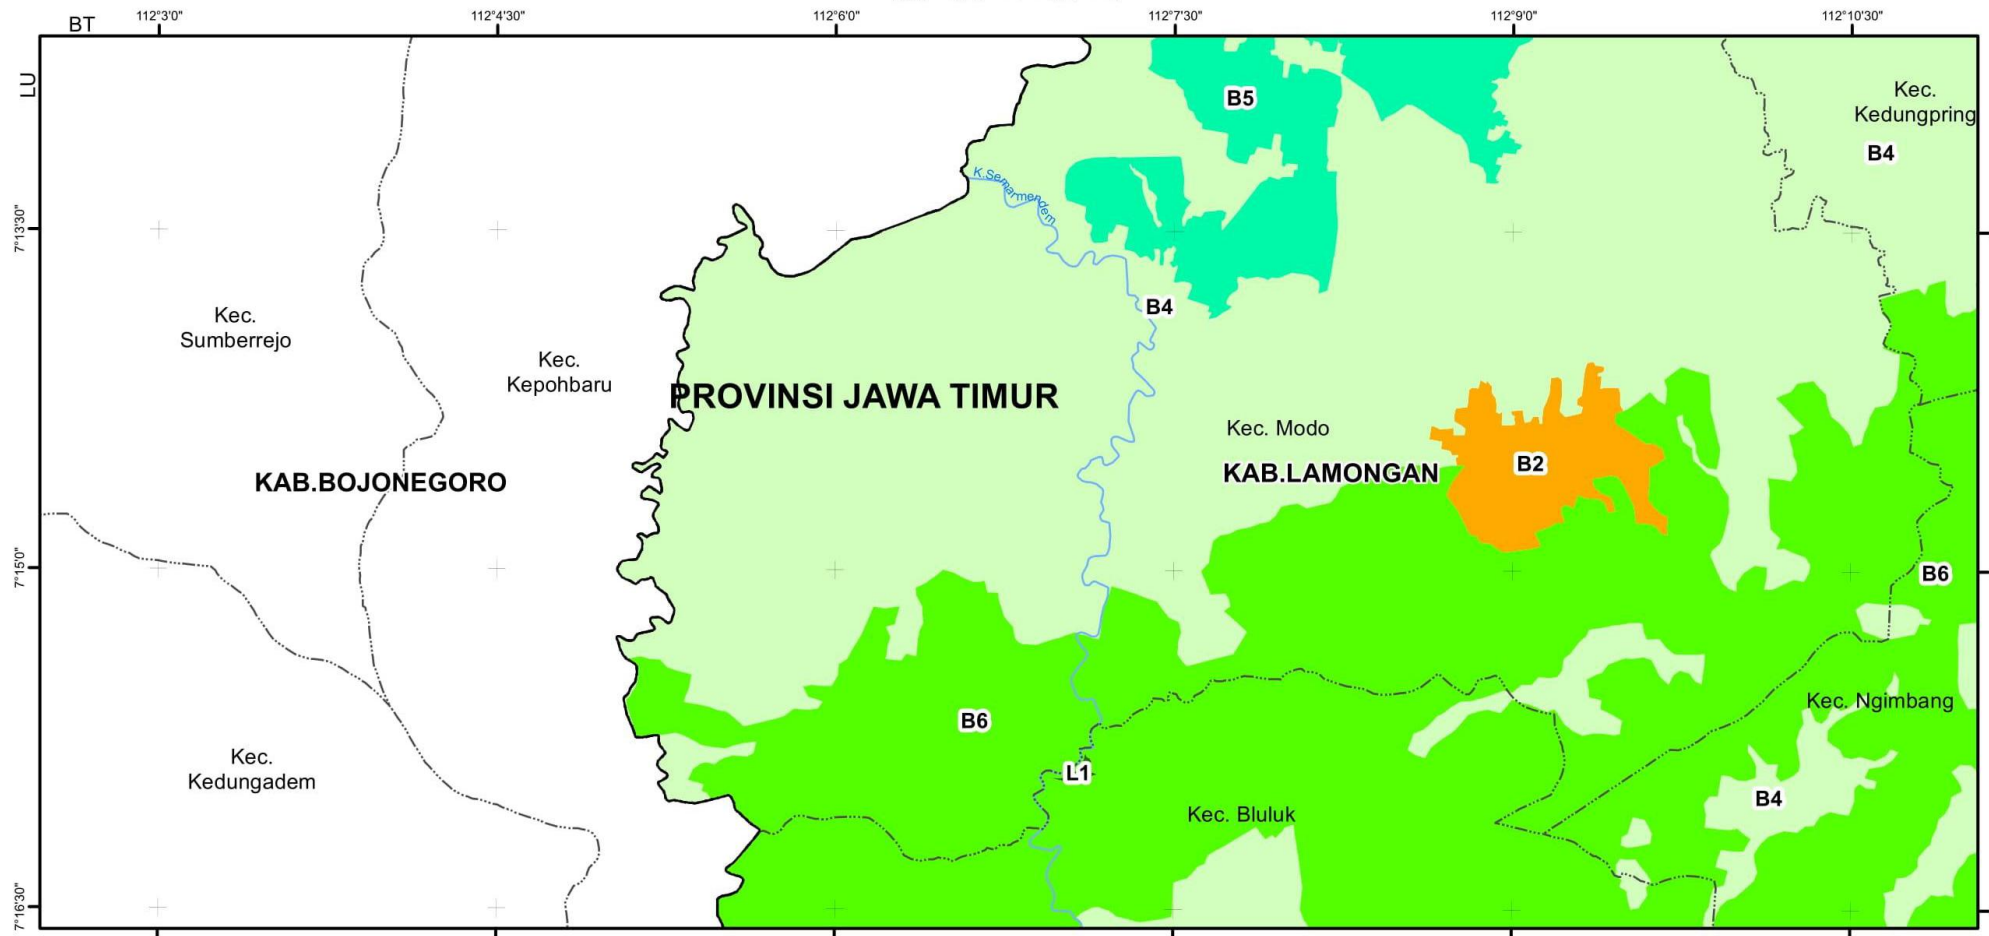 112°3'0"
112°4'30"
112°6'0"
112°7'30"
112°9'0"
112°10'30"
BT
LU
Kec.
Kedungpring
B5
B4
K.Semarmendem
7°13'30"
B4
Kec.
Sumberrejo
Kec.
Kepohbaru
PROVINSI JAWA TIMUR
Kec. Modo
B2
KAB.LAMONGAN
KAB.BOJONEGORO
7°15'0"
B6
Kec. Ngimbang
B6
Kec.
Kedungadem
L1
B4
Kec. Bluluk
7°16'30"